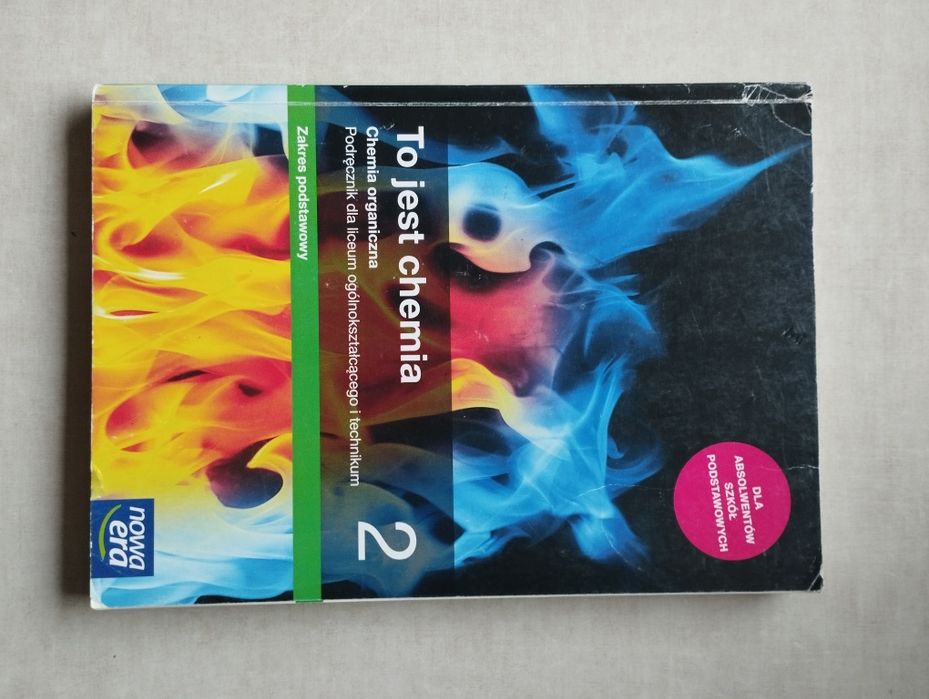 DLA
ABSOLWENTÓW
SZKÓŁ
PODSTAWOWYCH
To jest chemia
2
Chemia organiczna
Podręcznik dla liceum ogólnokształcącego i technikum
Zakres podstawowy
nowa
era